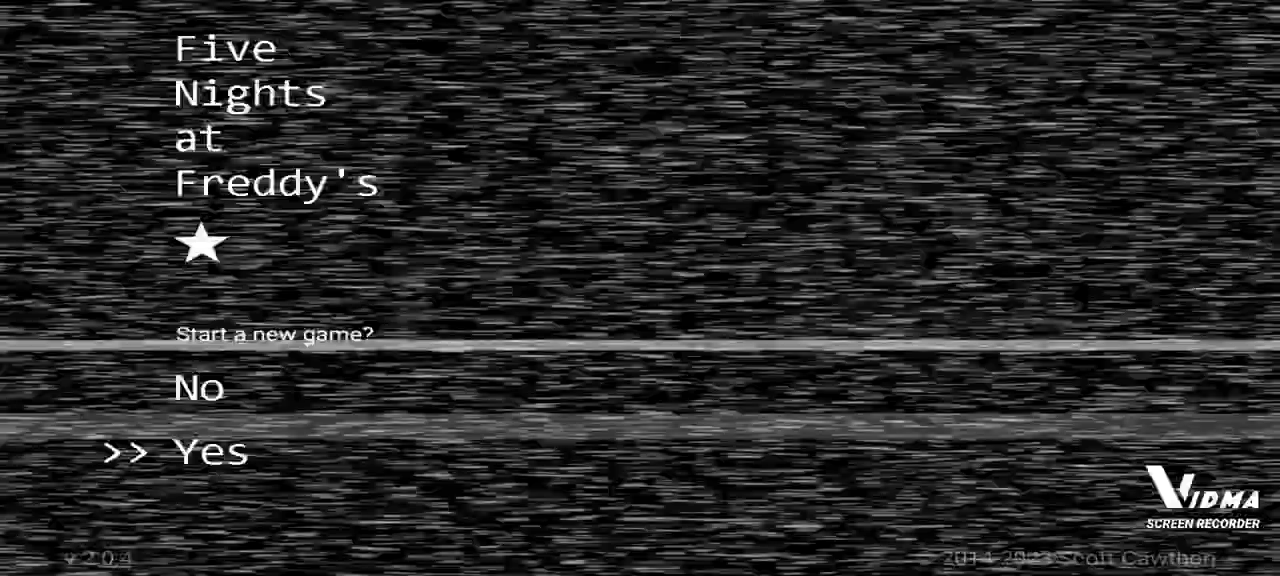 Five
Nights
at
Freddy's
Start a new game?
No
>> Yes
VIDMA
SCREEN RECORDER
v 2.0.4
2014-2023 Scott Cawthon